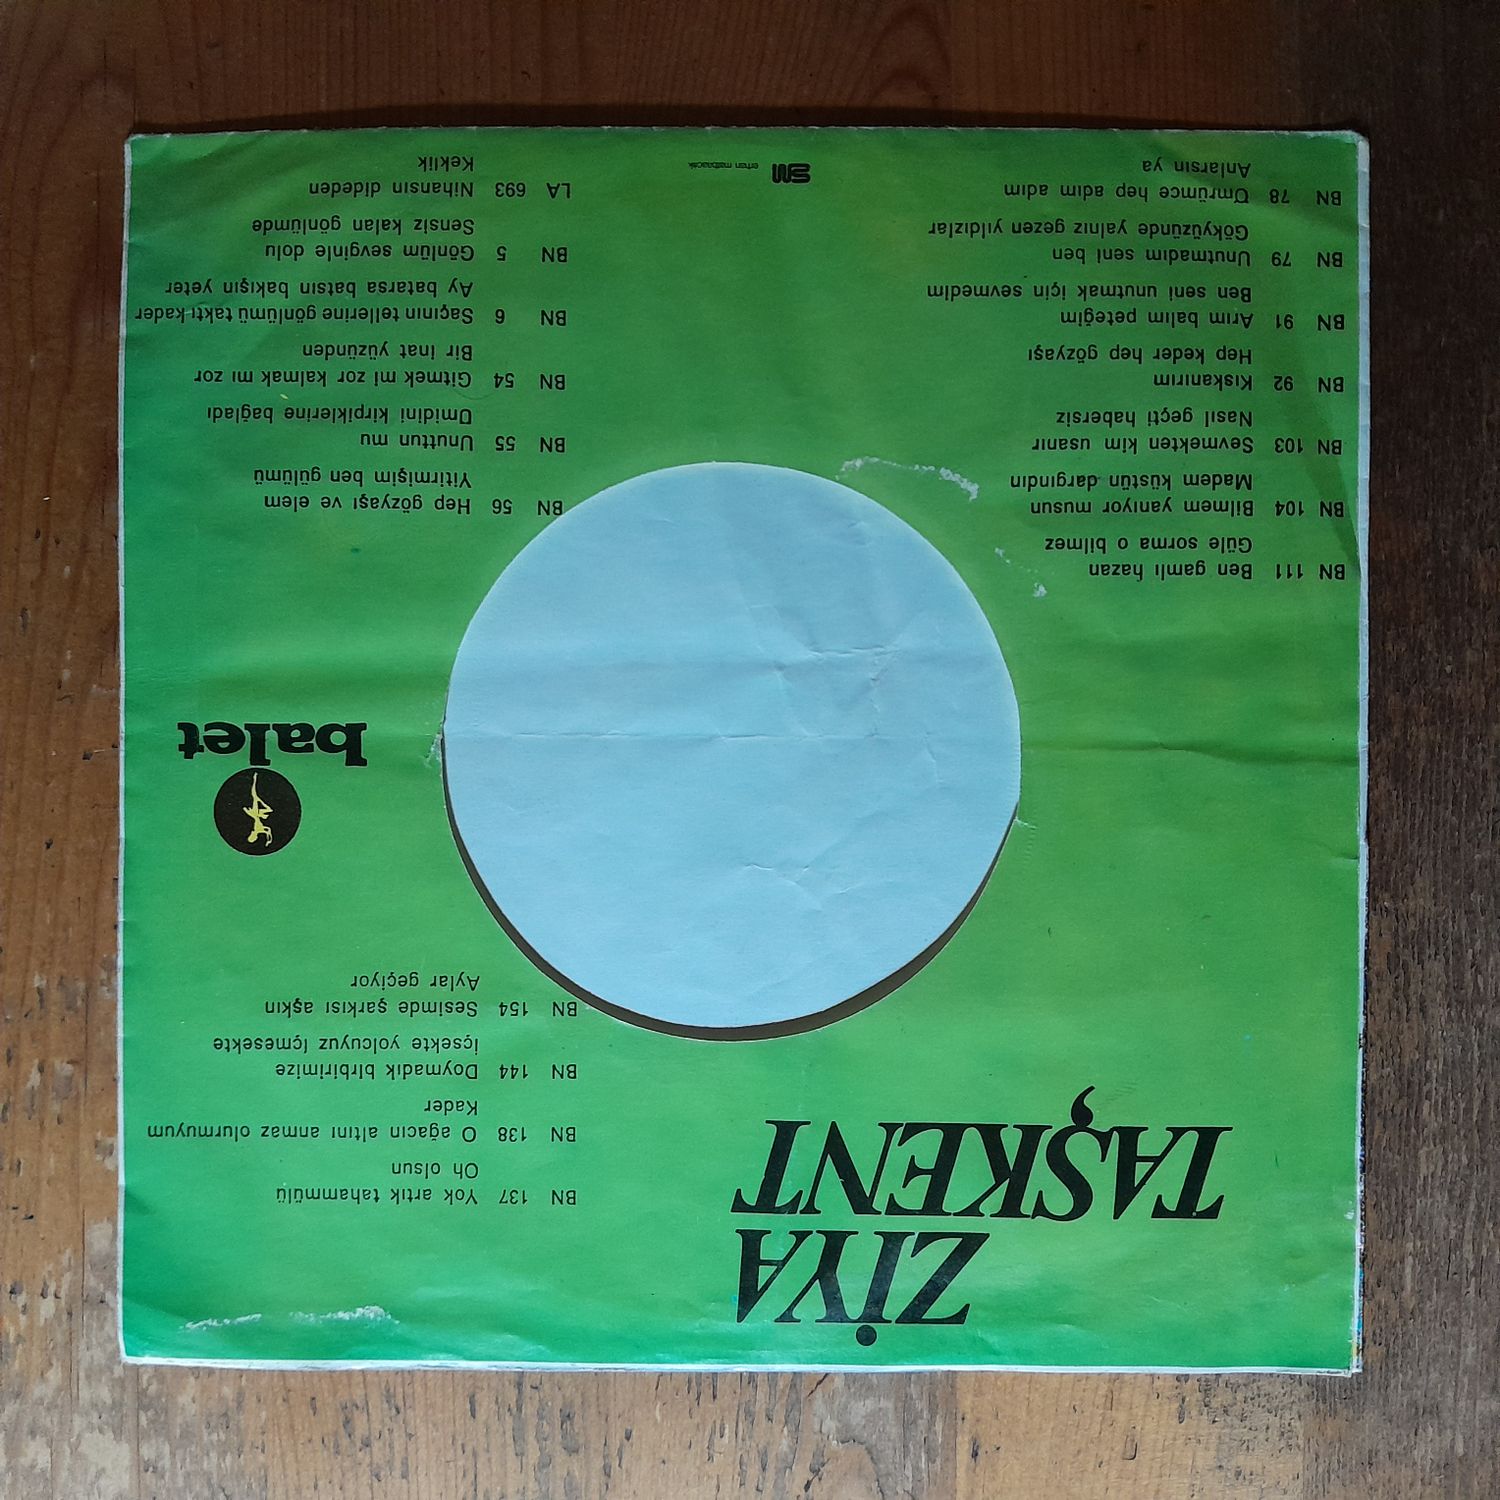 ZİYA
TAŞKENT
BN 137 Yok artık tahammülü
Oh olsun
BN 138 O ağacın altını anmaz olurmuyum
Kader
BN 144 Doymadık birbirimize
İçsekte yolcuyuz içmesekte
BN 154 Sesimde şarkısı aşkın
Aylar geçiyor
balet
BN 111 Ben gamlı hazan
Güle sorma o bilmez
BN 104 Bilmem yanıyor musun
Madem küstün dargındın
BN 103 Sevmekten kim usanır
Nasıl geçti habersiz
BN 92 Kıskanırım
Hep keder hep gözyaşı
BN 91 Arım balım peteğim
Ben seni unutmak için sevmedim
BN 79 Unutmadım seni ben
Gökyüzünde yalnız gezen yıldızlar
BN 78 Ömrümce hep adım adım
Anlarsın ya
BN 56 Hep gözyaşı ve elem
Yitirmişim ben gülümü
BN 55 Unuttun mu
Ümidini kirpiklerine bağladı
BN 54 Gitmek mi zor kalmak mı zor
Bir inat yüzünden
BN 6 Saçının tellerine gönlümü taktı kader
Ay batarsa batsın bakışın yeter
BN 5 Gönlüm sevginle dolu
Sensiz kalan gönlümde
LA 693 Nihansın dideden
Keklik
erhan matbaacılık